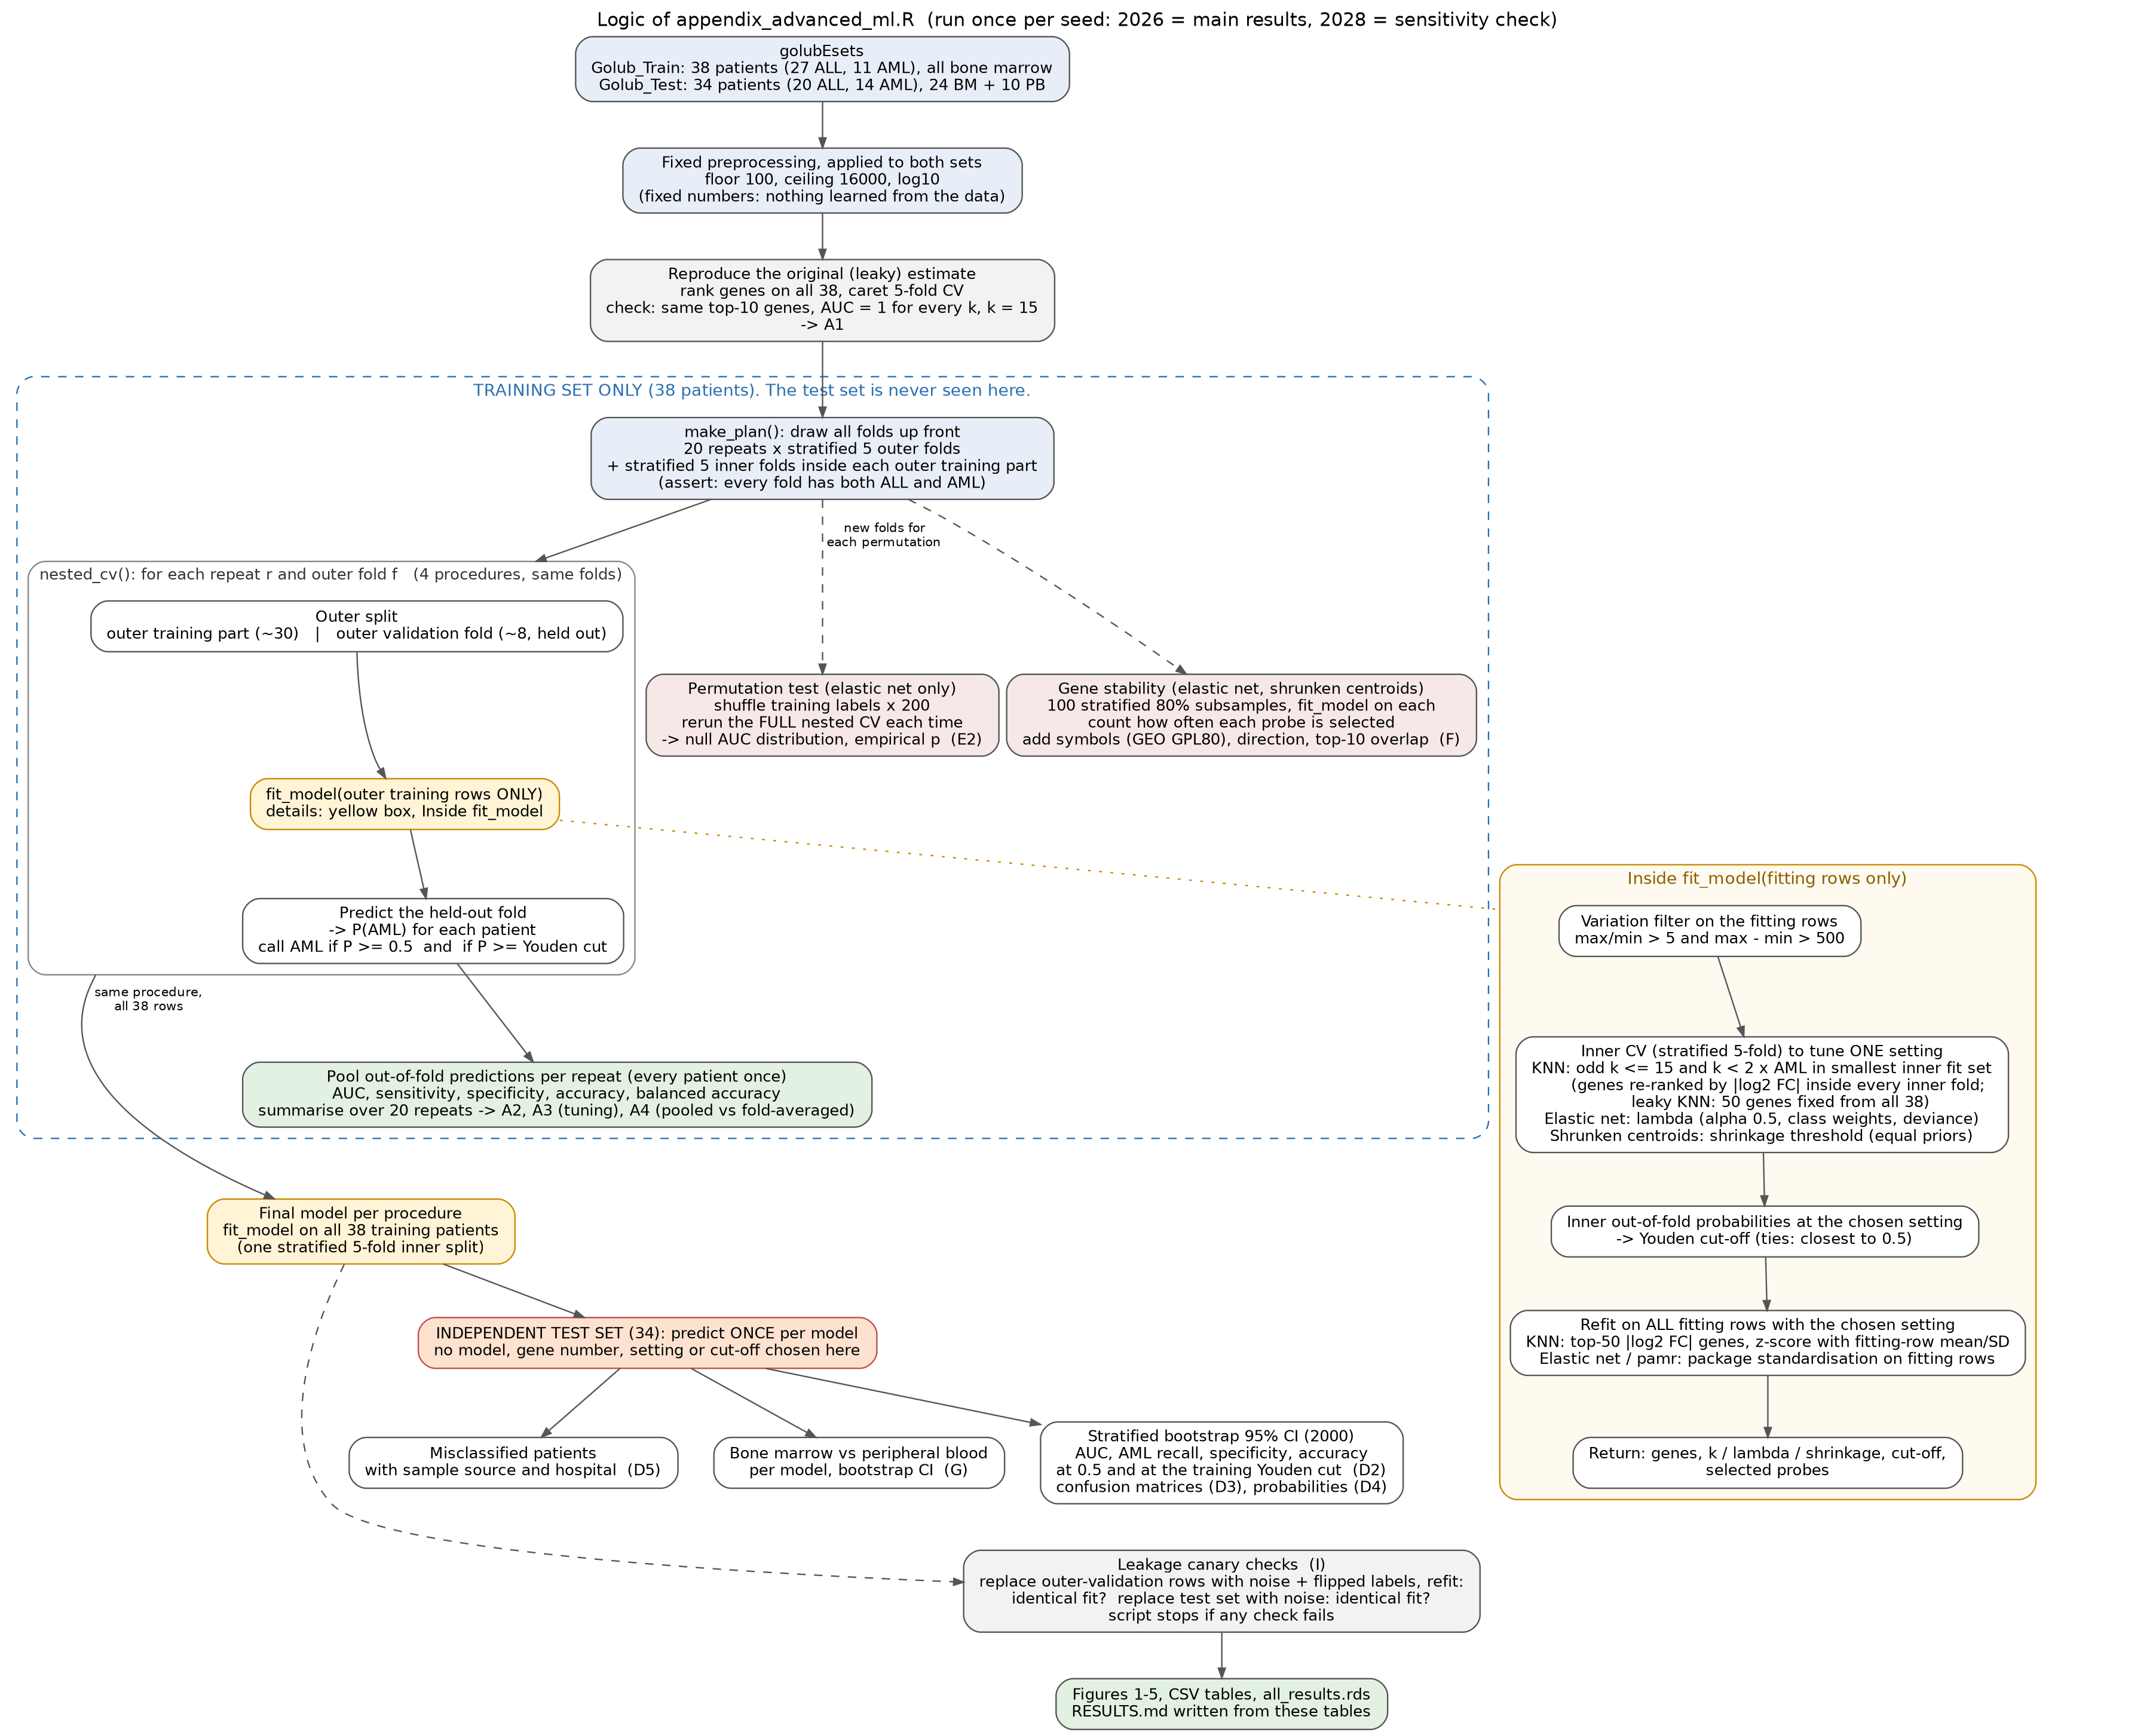 Logic of appendix_advanced_ml.R  (run once per seed: 2026 = main results, 2028 = sensitivity check)
golubEsets
Golub_Train: 38 patients (27 ALL, 11 AML), all bone marrow
Golub_Test: 34 patients (20 ALL, 14 AML), 24 BM + 10 PB
Fixed preprocessing, applied to both sets
floor 100, ceiling 16000, log10
(fixed numbers: nothing learned from the data)
Reproduce the original (leaky) estimate
rank genes on all 38, caret 5-fold CV
check: same top-10 genes, AUC = 1 for every k, k = 15
-> A1
TRAINING SET ONLY (38 patients). The test set is never seen here.
make_plan(): draw all folds up front
20 repeats x stratified 5 outer folds
+ stratified 5 inner folds inside each outer training part
(assert: every fold has both ALL and AML)
new folds for
each permutation
nested_cv(): for each repeat r and outer fold f   (4 procedures, same folds)
Outer split
outer training part (~30)   |   outer validation fold (~8, held out)
Permutation test (elastic net only)
shuffle training labels x 200
rerun the FULL nested CV each time
-> null AUC distribution, empirical p  (E2)
Gene stability (elastic net, shrunken centroids)
100 stratified 80% subsamples, fit_model on each
count how often each probe is selected
add symbols (GEO GPL80), direction, top-10 overlap  (F)
fit_model(outer training rows ONLY)
details: yellow box, Inside fit_model
Predict the held-out fold
-> P(AML) for each patient
call AML if P >= 0.5  and  if P >= Youden cut
same procedure,
all 38 rows
Pool out-of-fold predictions per repeat (every patient once)
AUC, sensitivity, specificity, accuracy, balanced accuracy
summarise over 20 repeats -> A2, A3 (tuning), A4 (pooled vs fold-averaged)
Inside fit_model(fitting rows only)
Variation filter on the fitting rows
max/min > 5 and max - min > 500
Inner CV (stratified 5-fold) to tune ONE setting
KNN: odd k <= 15 and k < 2 x AML in smallest inner fit set
(genes re-ranked by |log2 FC| inside every inner fold;
leaky KNN: 50 genes fixed from all 38)
Elastic net: lambda (alpha 0.5, class weights, deviance)
Shrunken centroids: shrinkage threshold (equal priors)
Inner out-of-fold probabilities at the chosen setting
-> Youden cut-off (ties: closest to 0.5)
Refit on ALL fitting rows with the chosen setting
KNN: top-50 |log2 FC| genes, z-score with fitting-row mean/SD
Elastic net / pamr: package standardisation on fitting rows
Return: genes, k / lambda / shrinkage, cut-off,
selected probes
Final model per procedure
fit_model on all 38 training patients
(one stratified 5-fold inner split)
INDEPENDENT TEST SET (34): predict ONCE per model
no model, gene number, setting or cut-off chosen here
Misclassified patients
with sample source and hospital  (D5)
Bone marrow vs peripheral blood
per model, bootstrap CI  (G)
Stratified bootstrap 95% CI (2000)
AUC, AML recall, specificity, accuracy
at 0.5 and at the training Youden cut  (D2)
confusion matrices (D3), probabilities (D4)
Leakage canary checks  (I)
replace outer-validation rows with noise + flipped labels, refit:
identical fit?  replace test set with noise: identical fit?
script stops if any check fails
Figures 1-5, CSV tables, all_results.rds
RESULTS.md written from these tables